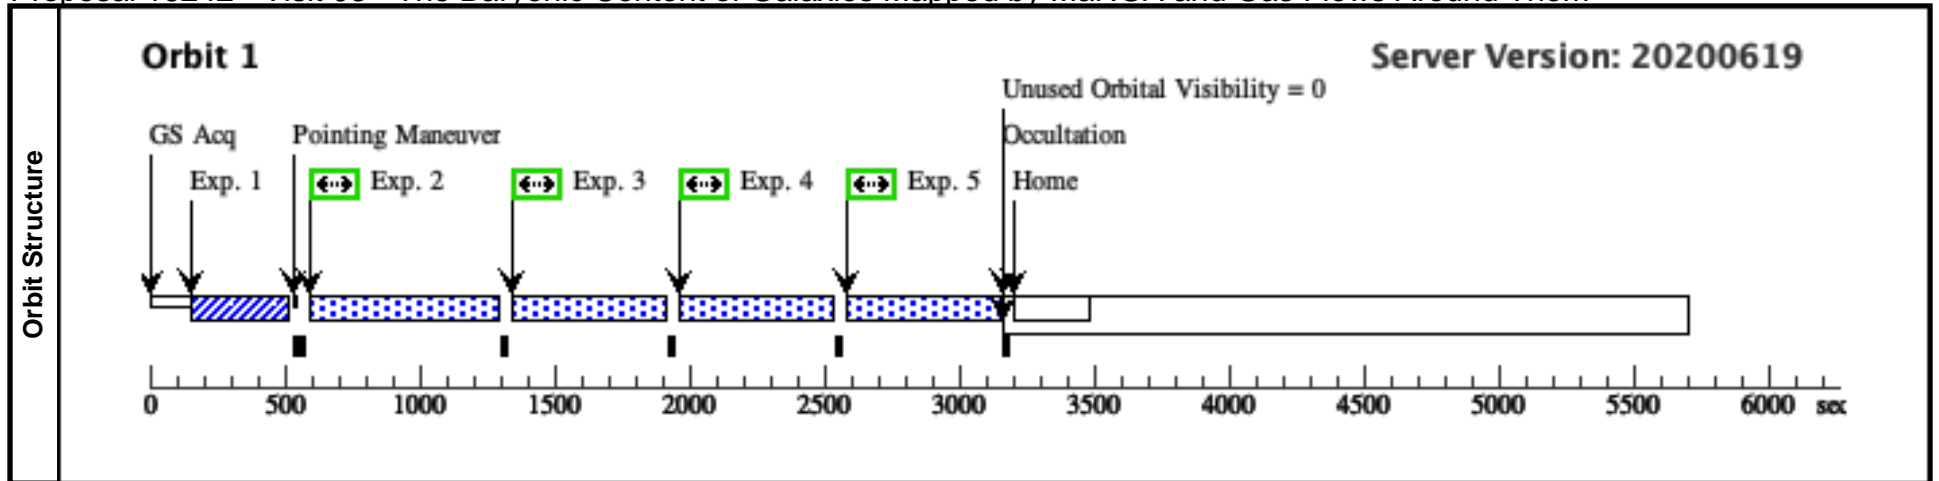 Orbit 1
Server Version: 20200619
Unused Orbital Visibility = 0
GS Acq
Pointing Maneuver
Occultation
Exp. 1
Exp. 2
Exp. 3
Exp. 4
Exp. 5
Home
Orbit Structure
0 500 1000 1500 2000 2500 3000 3500 4000 4500 5000 5500 6000 sec